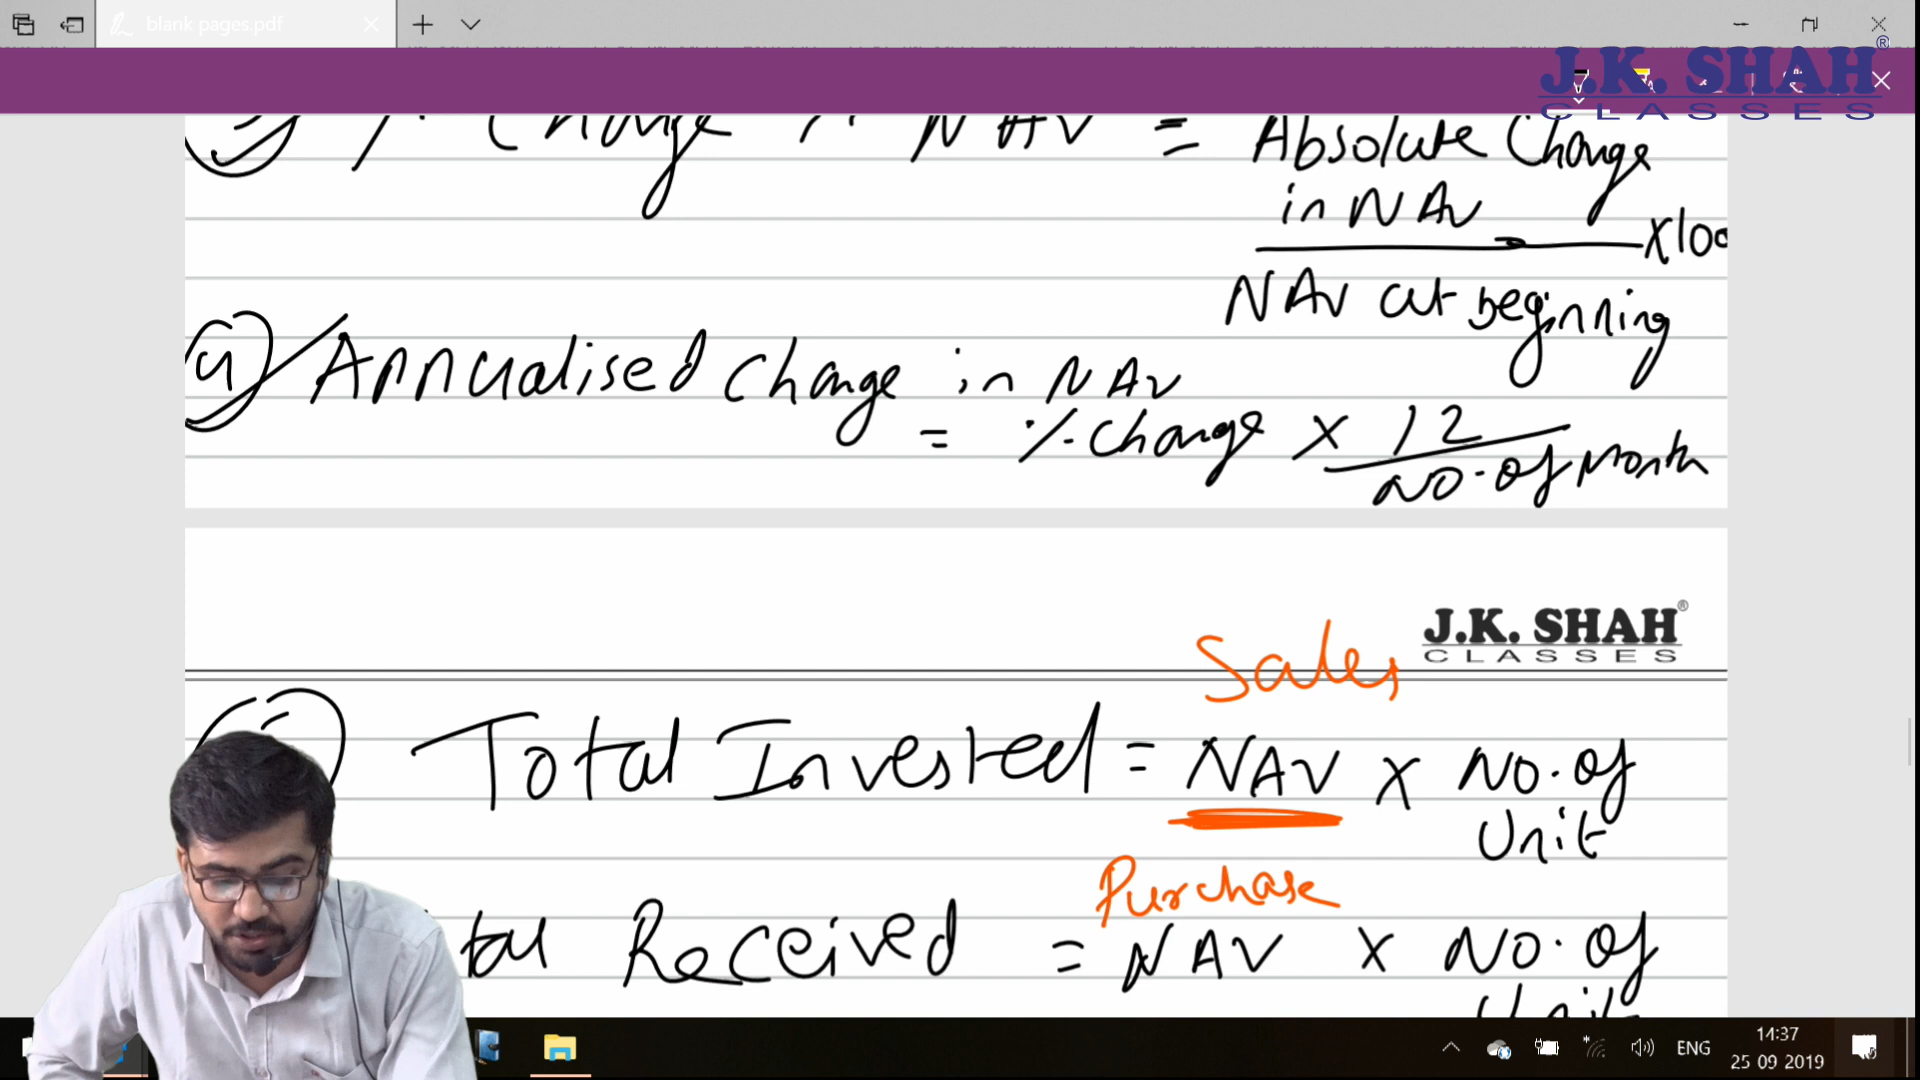 blank pages.pdf
J.K. SHAH®
CLASSES
% Change in NAV = Absolute Change
in NAV
x100
NAV at beginning
4 Annualised Change in NAV
= % Change x 12
No. of Month
J.K. SHAH®
CLASSES
Sales
Total Invested = NAV x No. of
Unit
Purchase
Received = NAV x No. of
Unit
ENG
14:37
25 09 2019